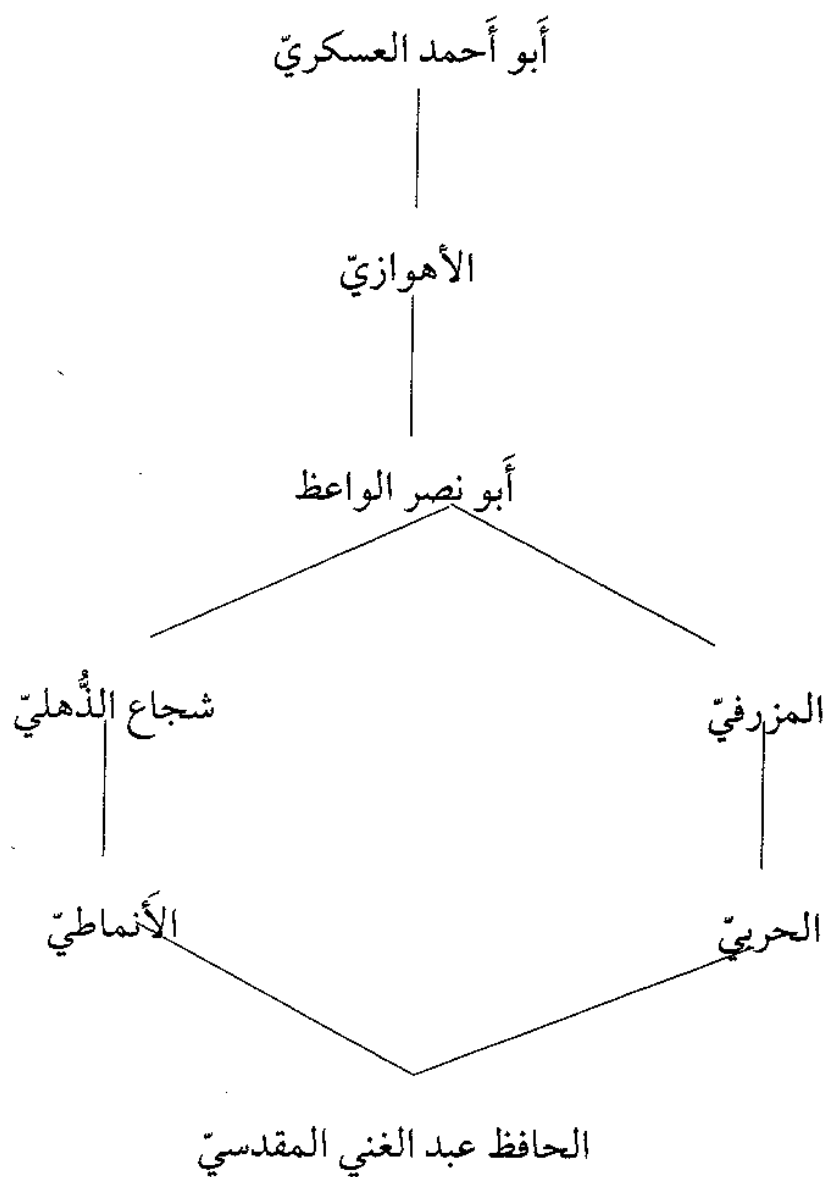 أَبو أَحمد العسكريّ
الأهوازيّ
أَبو نصر الواعظ
المزرفيّ شجاع الذُّهليّ
الحربيّ الأَنماطيّ
الحافظ عبد الغني المقدسيّ